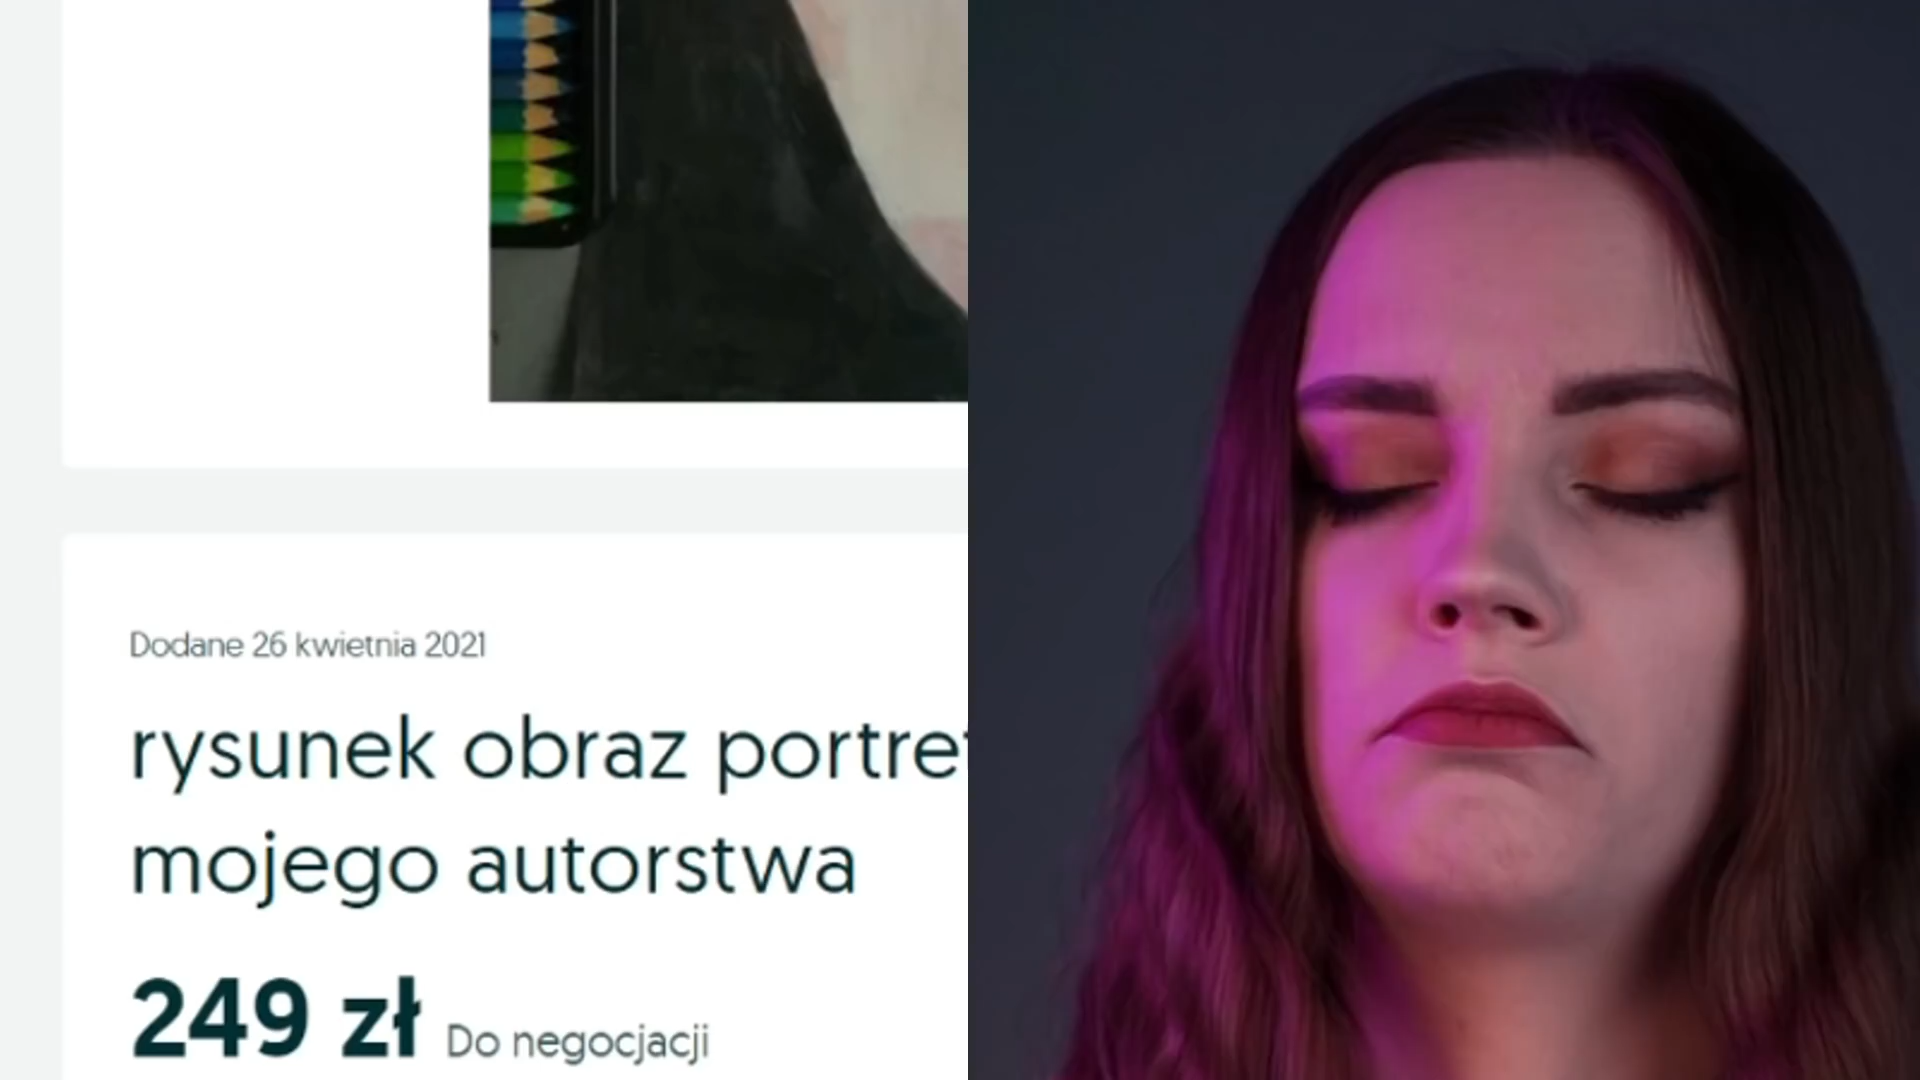 Dodane 26 kwietnia 2021
rysunek obraz portret
mojego autorstwa
249 zł Do negocjacji